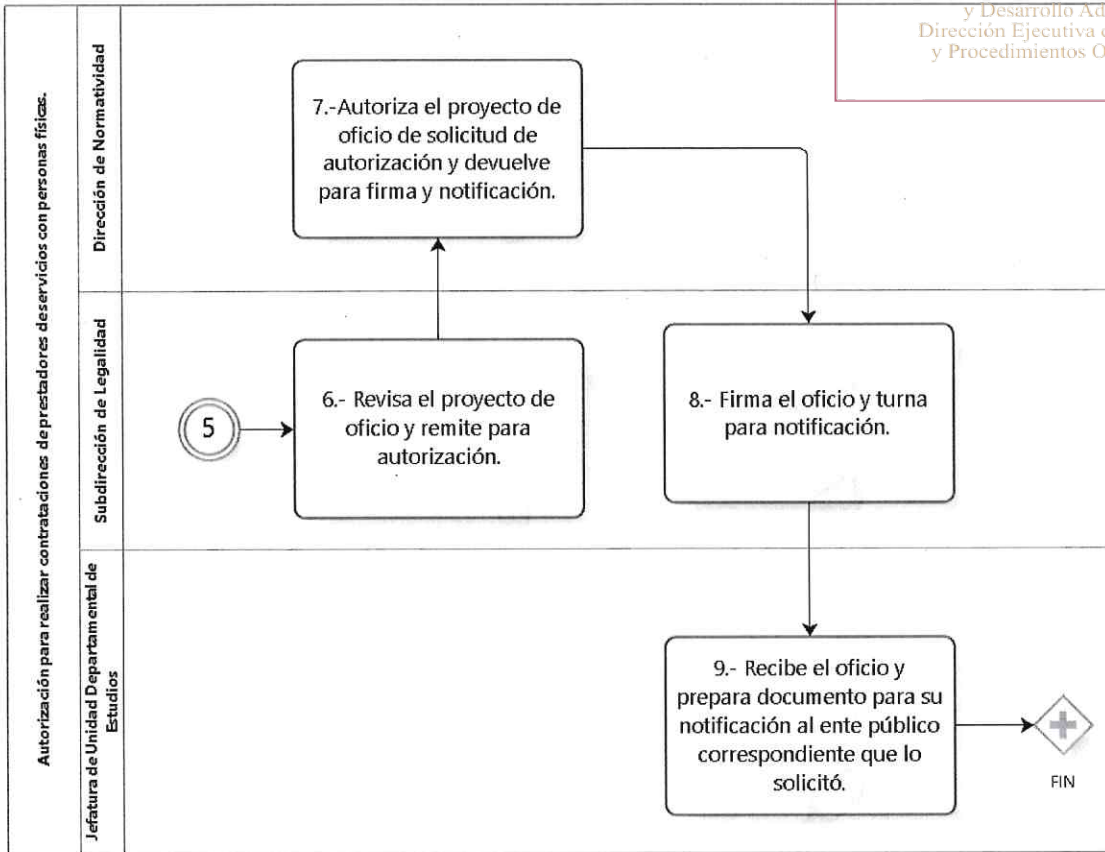 y Desarrollo Ad
Dirección Ejecutiva
y Procedimientos O
Autorización para realizar contrataciones de prestadores deservicios con personas físicas.
Dirección de Normatividad
7.-Autoriza el proyecto de
oficio de solicitud de
autorización y devuelve
para firma y notificación.
Subdirección de Legalidad
5
6.- Revisa el proyecto de
oficio y remite para
autorización.
8.- Firma el oficio y turna
para notificación.
Jefatura de Unidad Departamental de
Estudios
9.- Recibe el oficio y
prepara documento para su
notificación al ente público
correspondiente que lo
solicitó.
FIN